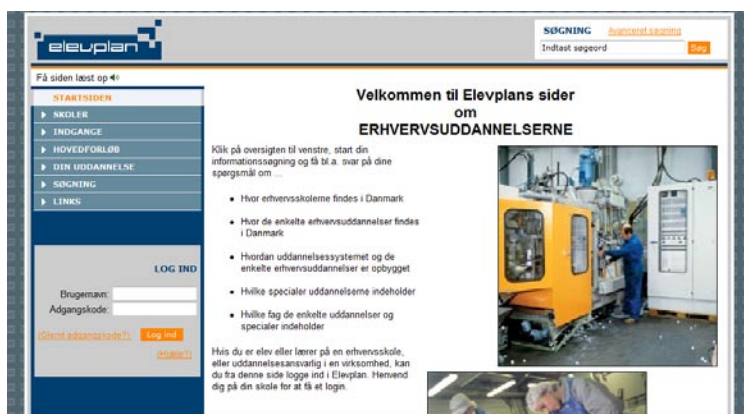 elevplan
SØGNING Avanceret søgning
Indtast søgeord Søg
Få siden læst op
STARTSIDEN
SKOLER
INDGANGE
HOVEDFORLØB
DIN UDDANNELSE
SØGNING
LINKS
LOG IND
Brugernavn:
Adgangskode:
(Glemt adgangskode?) Log ind
(Hjælp?)
Velkommen til Elevplans sider
om
ERHVERVSUDDANNELSERNE
Klik på oversigten til venstre, start din
informationssøgning og få bl.a. svar på dine
spørgsmål om ...
Hvor erhvervsskolerne findes i Danmark
Hvor de enkelte erhvervsuddannelser findes
i Danmark
Hvordan uddannelsessystemet og de
enkelte erhvervsuddannelser er opbygget
Hvilke specialer uddannelserne indeholder
Hvilke fag de enkelte uddannelser og
specialer indeholder
Hvis du er elev eller lærer på en erhvervsskole,
eller uddannelsesansvarlig i en virksomhed, kan
du fra denne side logge ind i Elevplan. Henvend
dig på din skole for at få et login.